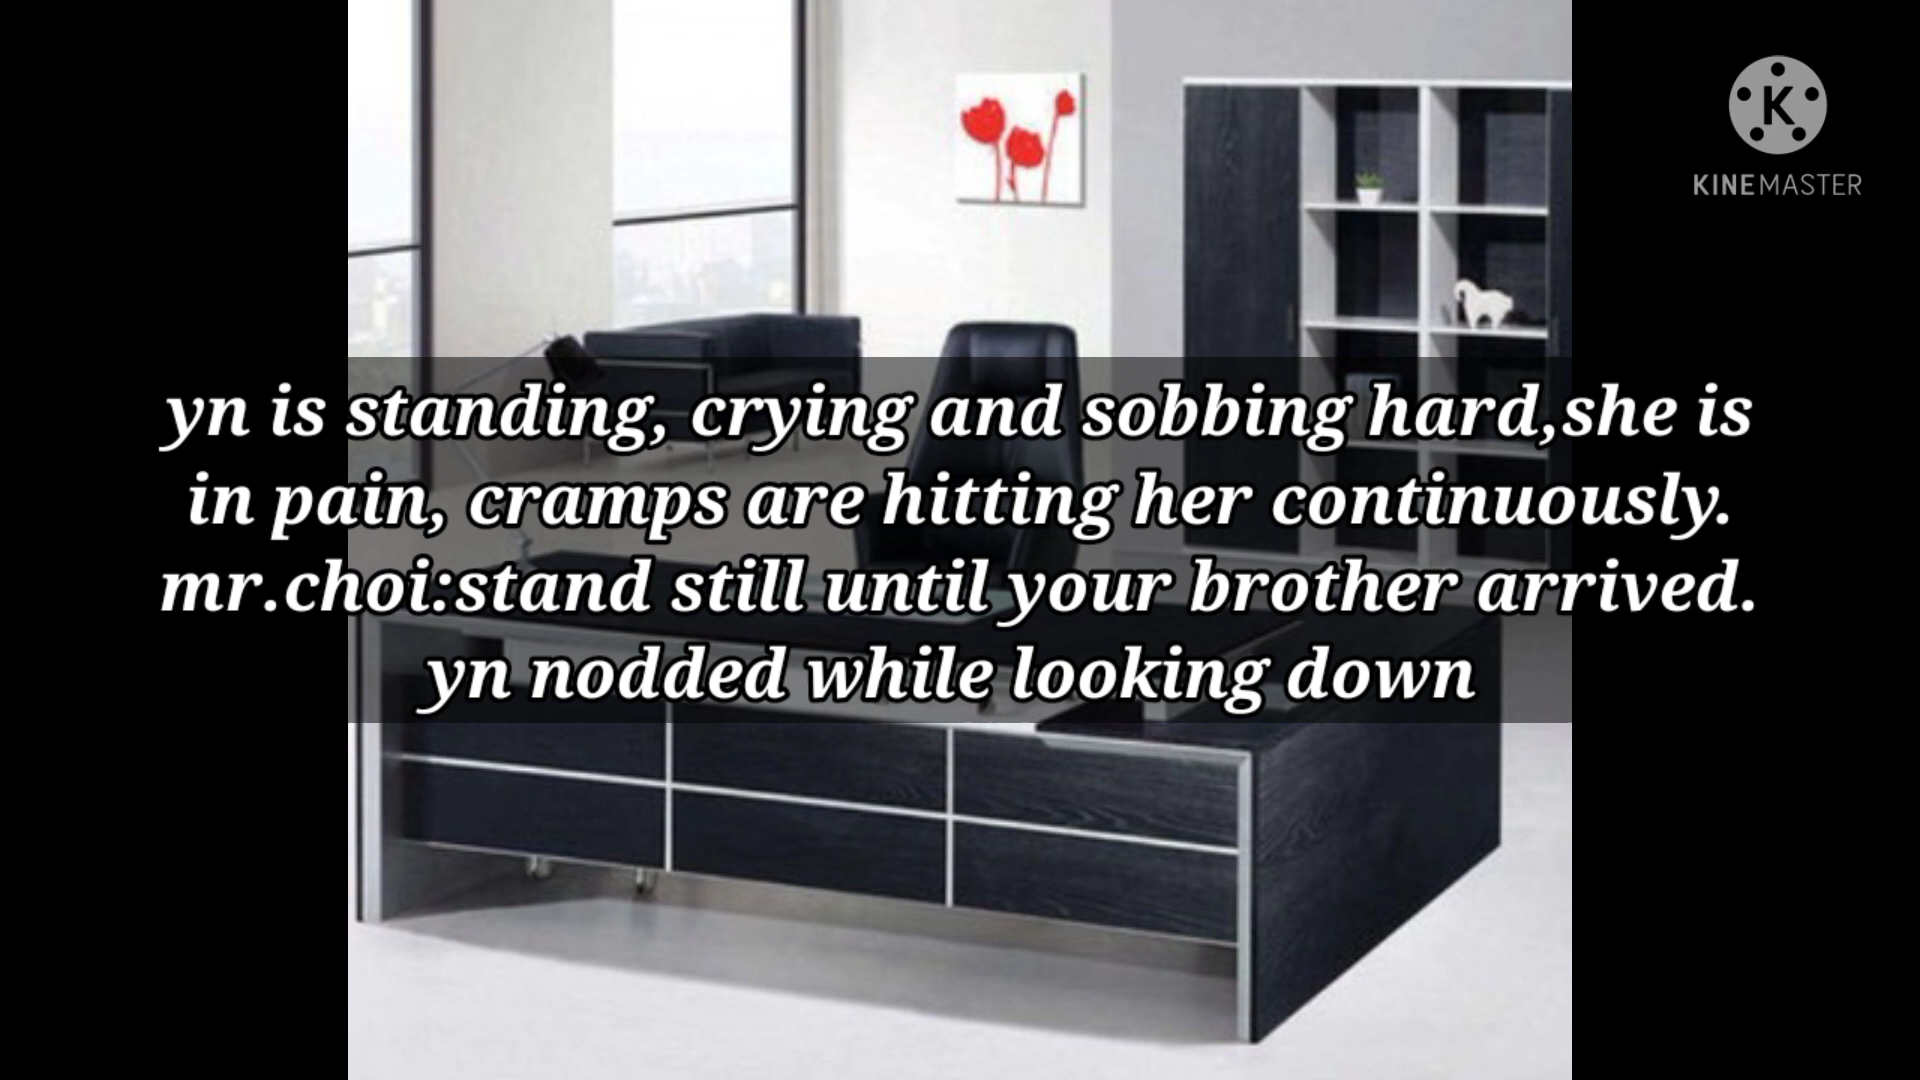 K
KINEMASTER
yn is standing, crying and sobbing hard,she is
in pain, cramps are hitting her continuously.
mr.choi:stand still until your brother arrived.
yn nodded while looking down